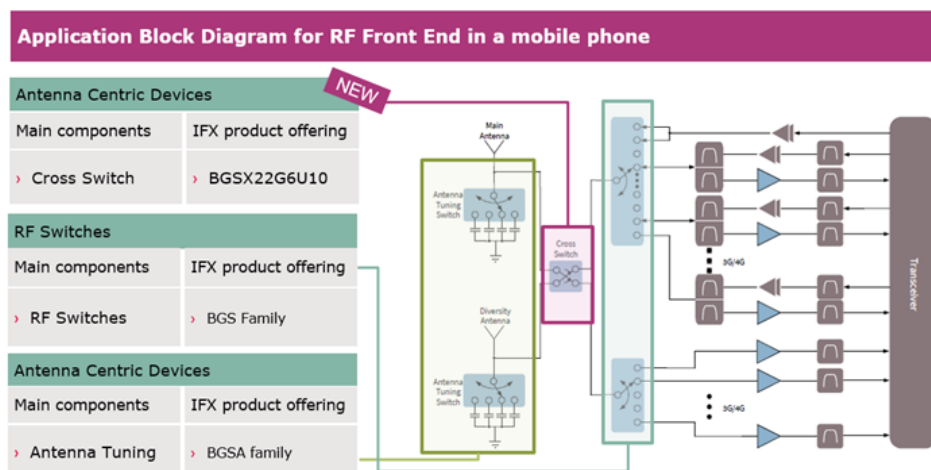 Application Block Diagram for RF Front End in a mobile phone
NEW
Antenna Centric Devices
Main components
IFX product offering
› Cross Switch
› BGSX22G6U10
RF Switches
Main components
IFX product offering
› RF Switches
› BGS Family
Antenna Centric Devices
Main components
IFX product offering
› Antenna Tuning
› BGSA family
Main
Antenna
Antenna
Tuning
Switch
Cross
Switch
Diversity
Antenna
Antenna
Tuning
Switch
3G/4G
3G/4G
Transceiver